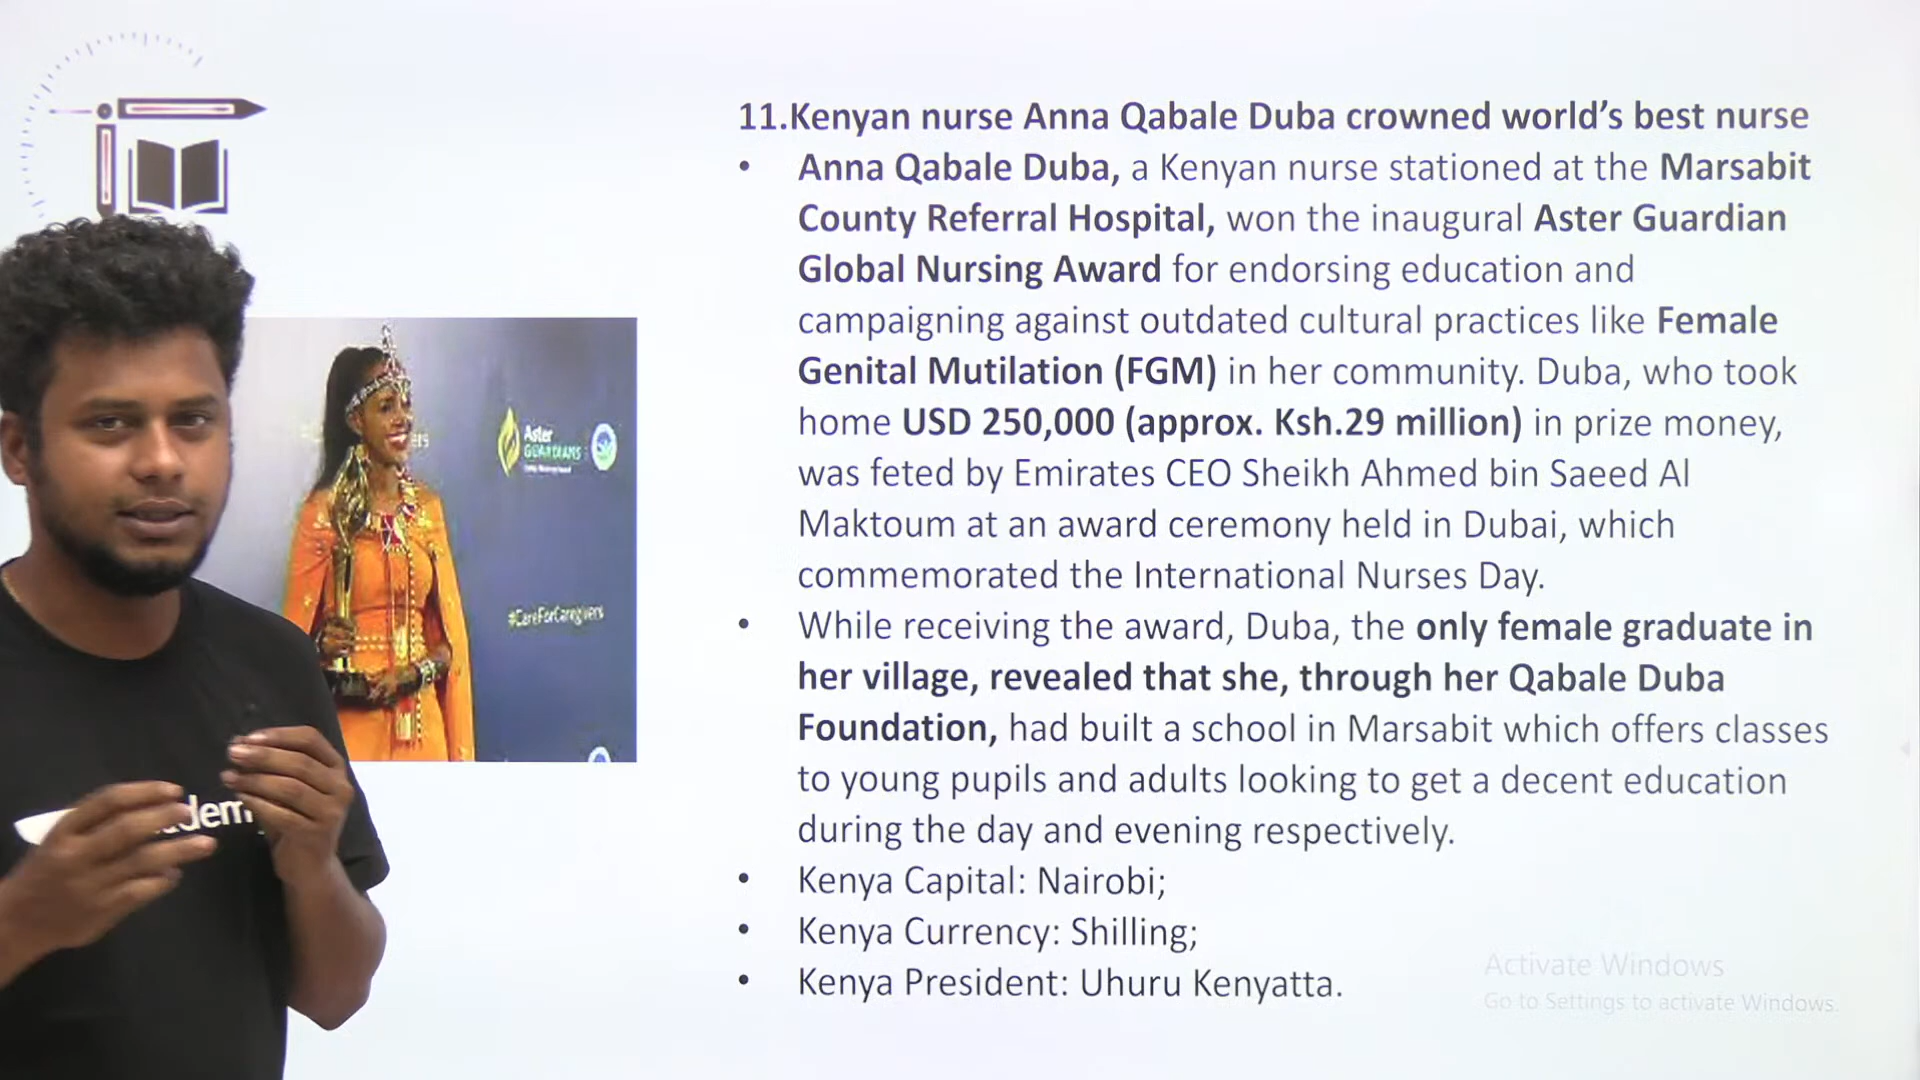 11.Kenyan nurse Anna Qabale Duba crowned world’s best nurse
• Anna Qabale Duba, a Kenyan nurse stationed at the Marsabit
County Referral Hospital, won the inaugural Aster Guardian
Global Nursing Award for endorsing education and
campaigning against outdated cultural practices like Female
Genital Mutilation (FGM) in her community. Duba, who took
home USD 250,000 (approx. Ksh.29 million) in prize money,
was feted by Emirates CEO Sheikh Ahmed bin Saeed Al
Maktoum at an award ceremony held in Dubai, which
commemorated the International Nurses Day.
• While receiving the award, Duba, the only female graduate in
her village, revealed that she, through her Qabale Duba
Foundation, had built a school in Marsabit which offers classes
to young pupils and adults looking to get a decent education
during the day and evening respectively.
• Kenya Capital: Nairobi;
• Kenya Currency: Shilling;
• Kenya President: Uhuru Kenyatta.
Aster
GUARDIANS
#CareForCaregivers
Activate Windows
Go to Settings to activate Windows.